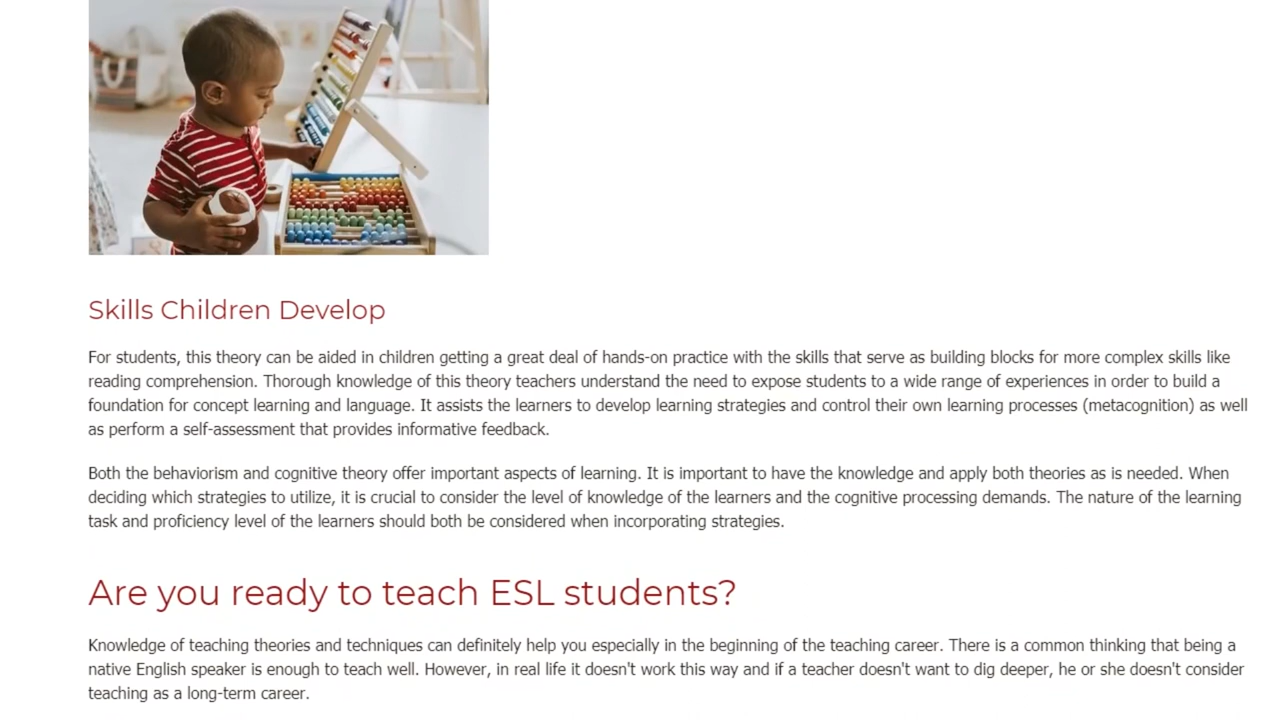 Skills Children Develop
For students, this theory can be aided in children getting a great deal of hands-on practice with the skills that serve as building blocks for more complex skills like
reading comprehension. Thorough knowledge of this theory teachers understand the need to expose students to a wide range of experiences in order to build a
foundation for concept learning and language. It assists the learners to develop learning strategies and control their own learning processes (metacognition) as well
as perform a self-assessment that provides informative feedback.
Both the behaviorism and cognitive theory offer important aspects of learning. It is important to have the knowledge and apply both theories as is needed. When
deciding which strategies to utilize, it is crucial to consider the level of knowledge of the learners and the cognitive processing demands. The nature of the learning
task and proficiency level of the learners should both be considered when incorporating strategies.
Are you ready to teach ESL students?
Knowledge of teaching theories and techniques can definitely help you especially in the beginning of the teaching career. There is a common thinking that being a
native English speaker is enough to teach well. However, in real life it doesn't work this way and if a teacher doesn't want to dig deeper, he or she doesn't consider
teaching as a long-term career.